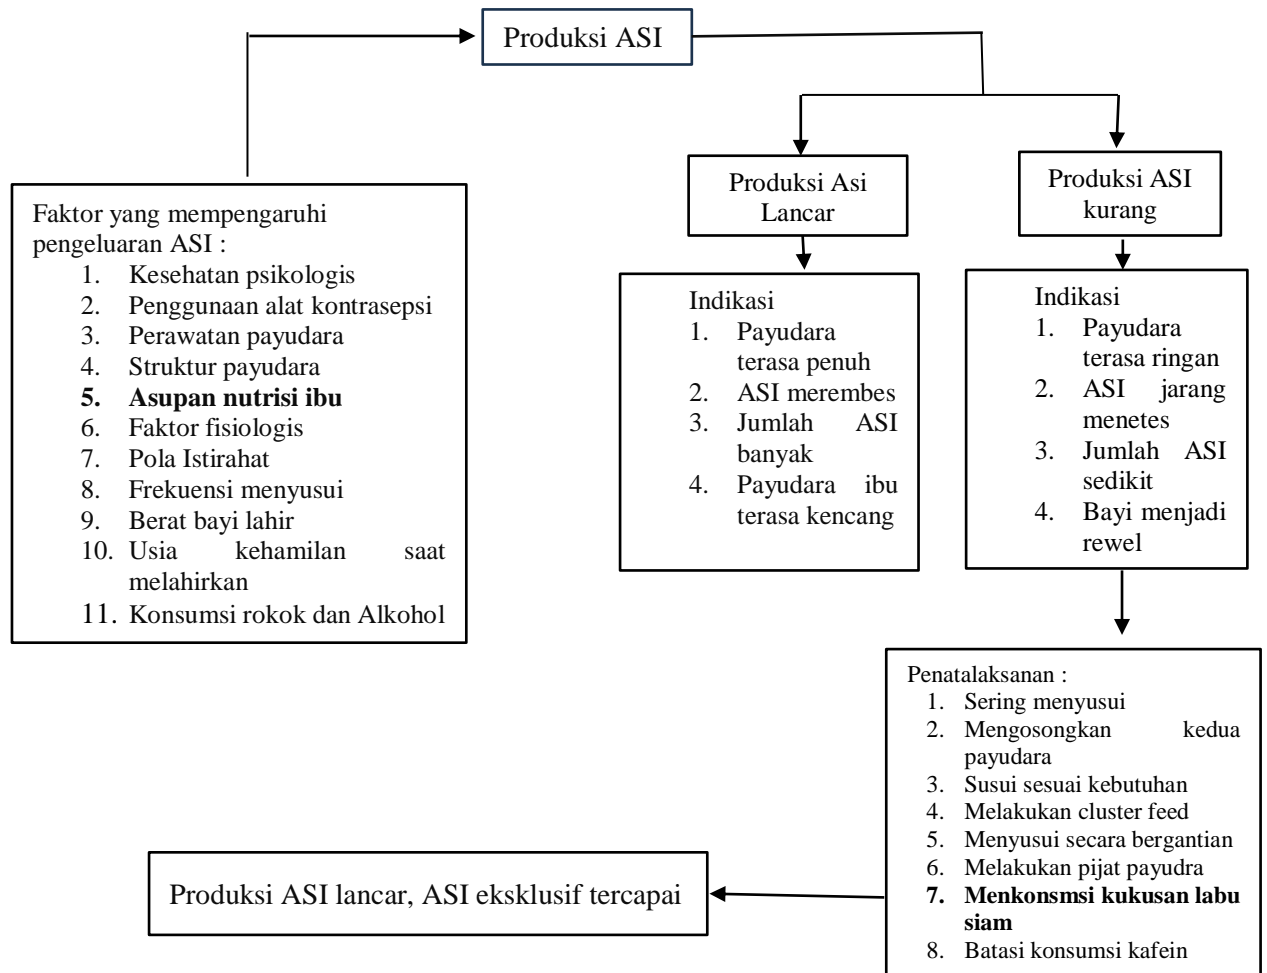 Produksi ASI
Faktor yang mempengaruhi
pengeluaran ASI :
1. Kesehatan psikologis
2. Penggunaan alat kontrasepsi
3. Perawatan payudara
4. Struktur payudara
5. Asupan nutrisi ibu
6. Faktor fisiologis
7. Pola Istirahat
8. Frekuensi menyusui
9. Berat bayi lahir
10. Usia kehamilan saat
melahirkan
11. Konsumsi rokok dan Alkohol
Produksi Asi
Lancar
Indikasi
1. Payudara
terasa penuh
2. ASI merembes
3. Jumlah ASI
banyak
4. Payudara ibu
terasa kencang
Produksi ASI
kurang
Indikasi
1. Payudara
terasa ringan
2. ASI jarang
menetes
3. Jumlah ASI
sedikit
4. Bayi menjadi
rewel
Penatalaksanan :
1. Sering menyusui
2. Mengosongkan kedua
payudara
3. Susui sesuai kebutuhan
4. Melakukan cluster feed
5. Menyusui secara bergantian
6. Melakukan pijat payudra
7. Menkonsmsi kukusan labu
siam
8. Batasi konsumsi kafein
Produksi ASI lancar, ASI eksklusif tercapai